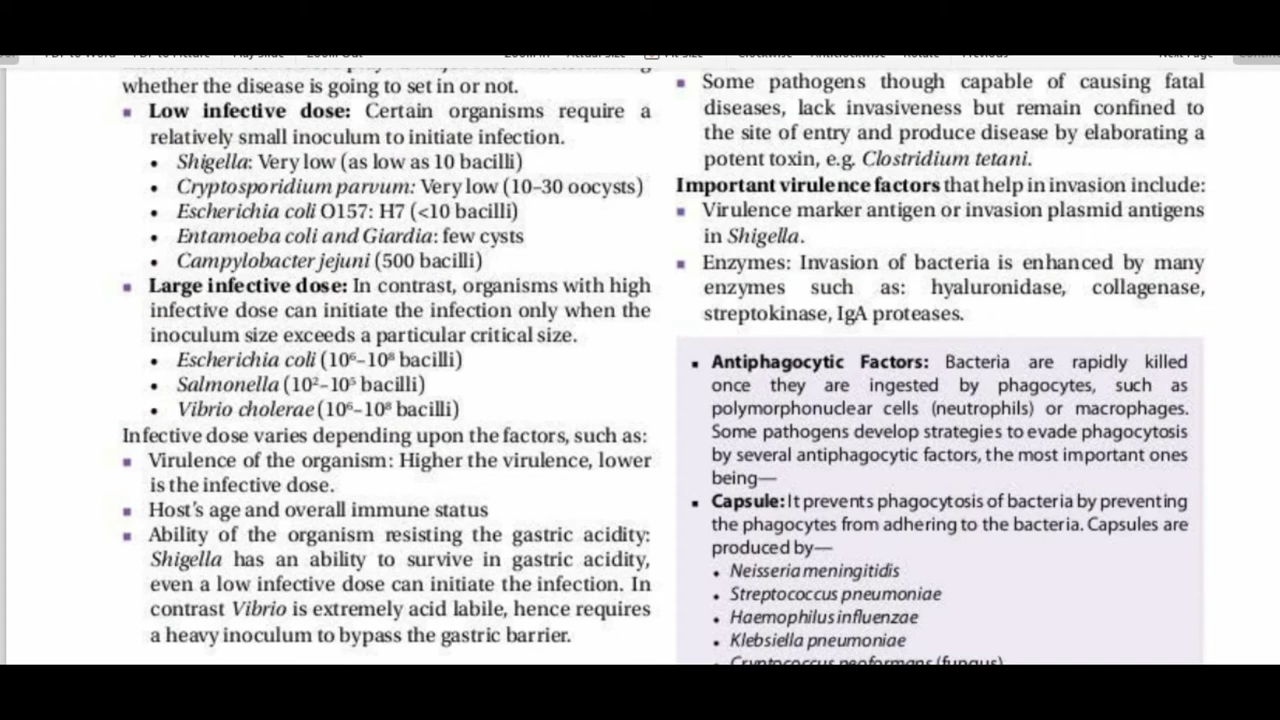 whether the disease is going to set in or not.
▪ Low infective dose: Certain organisms require a
relatively small inoculum to initiate infection.
• Shigella: Very low (as low as 10 bacilli)
• Cryptosporidium parvum: Very low (10–30 oocysts)
• Escherichia coli O157: H7 (<10 bacilli)
• Entamoeba coli and Giardia: few cysts
• Campylobacter jejuni (500 bacilli)
▪ Large infective dose: In contrast, organisms with high
infective dose can initiate the infection only when the
inoculum size exceeds a particular critical size.
• Escherichia coli (10⁶–10⁸ bacilli)
• Salmonella (10²–10⁵ bacilli)
• Vibrio cholerae (10⁶–10⁸ bacilli)
Infective dose varies depending upon the factors, such as:
▪ Virulence of the organism: Higher the virulence, lower
is the infective dose.
▪ Host's age and overall immune status
▪ Ability of the organism resisting the gastric acidity:
Shigella has an ability to survive in gastric acidity,
even a low infective dose can initiate the infection. In
contrast Vibrio is extremely acid labile, hence requires
a heavy inoculum to bypass the gastric barrier.
▪ Some pathogens though capable of causing fatal
diseases, lack invasiveness but remain confined to
the site of entry and produce disease by elaborating a
potent toxin, e.g. Clostridium tetani.
Important virulence factors that help in invasion include:
▪ Virulence marker antigen or invasion plasmid antigens
in Shigella.
▪ Enzymes: Invasion of bacteria is enhanced by many
enzymes such as: hyaluronidase, collagenase,
streptokinase, IgA proteases.
▪ Antiphagocytic Factors: Bacteria are rapidly killed
once they are ingested by phagocytes, such as
polymorphonuclear cells (neutrophils) or macrophages.
Some pathogens develop strategies to evade phagocytosis
by several antiphagocytic factors, the most important ones
being—
▪ Capsule: It prevents phagocytosis of bacteria by preventing
the phagocytes from adhering to the bacteria. Capsules are
produced by—
• Neisseria meningitidis
• Streptococcus pneumoniae
• Haemophilus influenzae
• Klebsiella pneumoniae
• Cryptococcus neoformans (fungus)